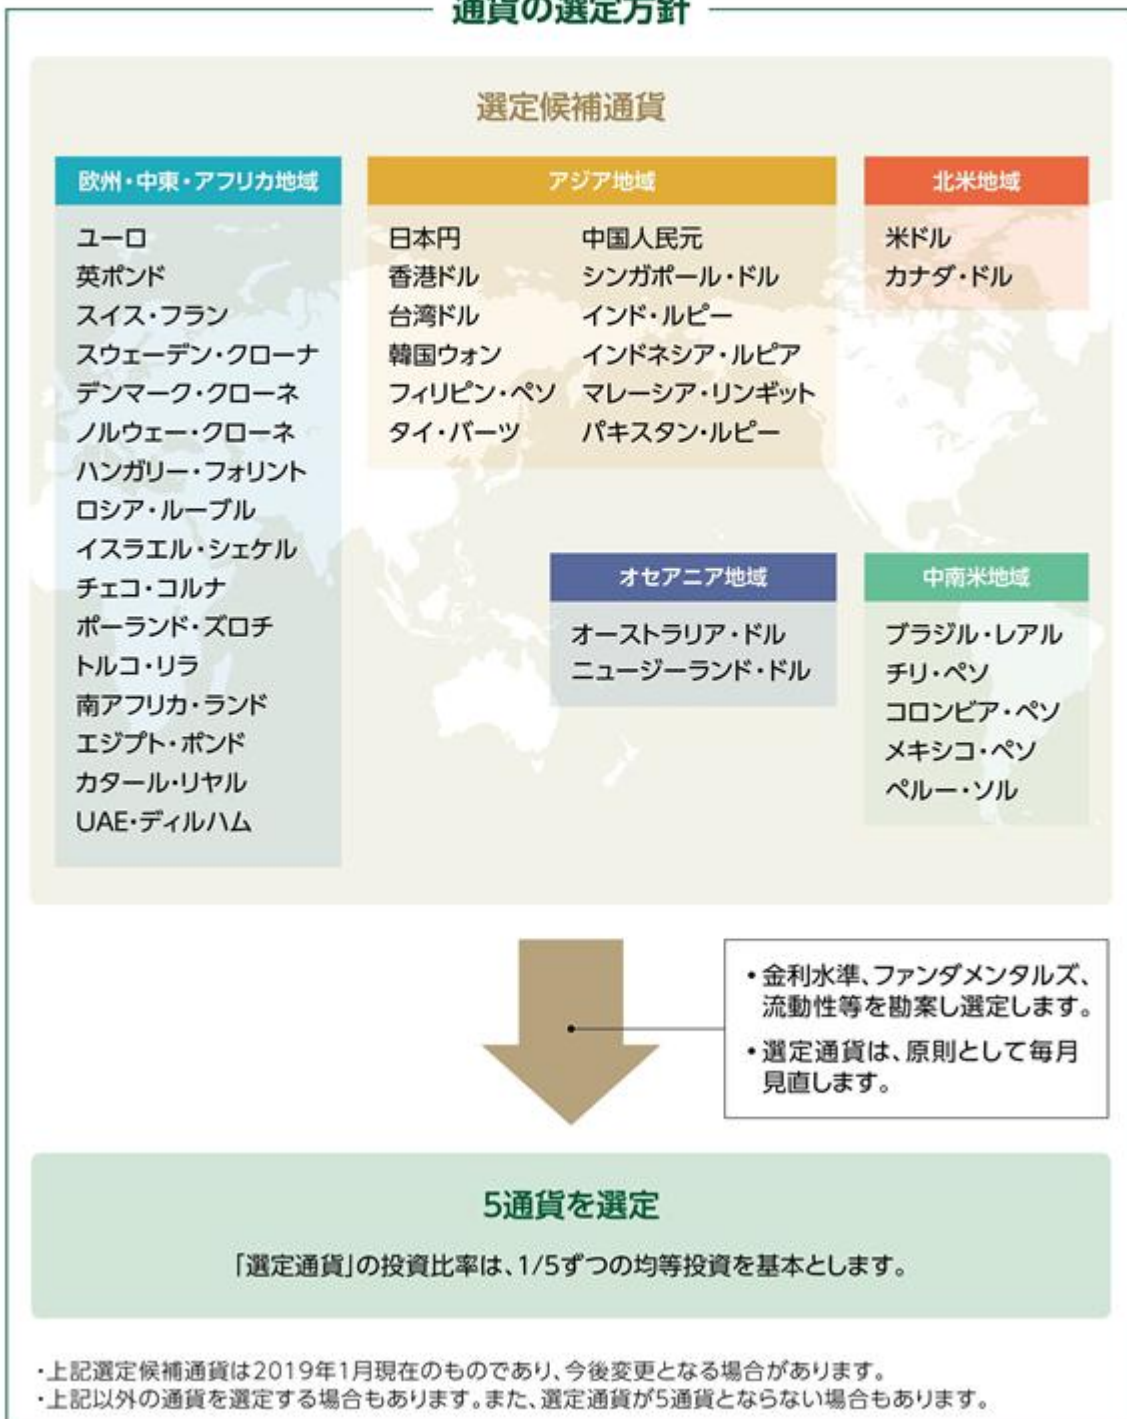 通貨の選定方針
選定候補通貨
欧州・中東・アフリカ地域
ユーロ
英ポンド
スイス・フラン
スウェーデン・クローナ
デンマーク・クローネ
ノルウェー・クローネ
ハンガリー・フォリント
ロシア・ルーブル
イスラエル・シェケル
チェコ・コルナ
ポーランド・ズロチ
トルコ・リラ
南アフリカ・ランド
エジプト・ポンド
カタール・リヤル
UAE・ディルハム
アジア地域
日本円
香港ドル
台湾ドル
韓国ウォン
フィリピン・ペソ
タイ・バーツ
中国人民元
シンガポール・ドル
インド・ルピー
インドネシア・ルピア
マレーシア・リンギット
パキスタン・ルピー
北米地域
米ドル
カナダ・ドル
オセアニア地域
オーストラリア・ドル
ニュージーランド・ドル
中南米地域
ブラジル・レアル
チリ・ペソ
コロンビア・ペソ
メキシコ・ペソ
ペルー・ソル
・金利水準、ファンダメンタルズ、
流動性等を勘案し選定します。
・選定通貨は、原則として毎月
見直します。
5通貨を選定
「選定通貨」の投資比率は、1/5ずつの均等投資を基本とします。
・上記選定候補通貨は2019年1月現在のものであり、今後変更となる場合があります。
・上記以外の通貨を選定する場合もあります。また、選定通貨が5通貨とならない場合もあります。